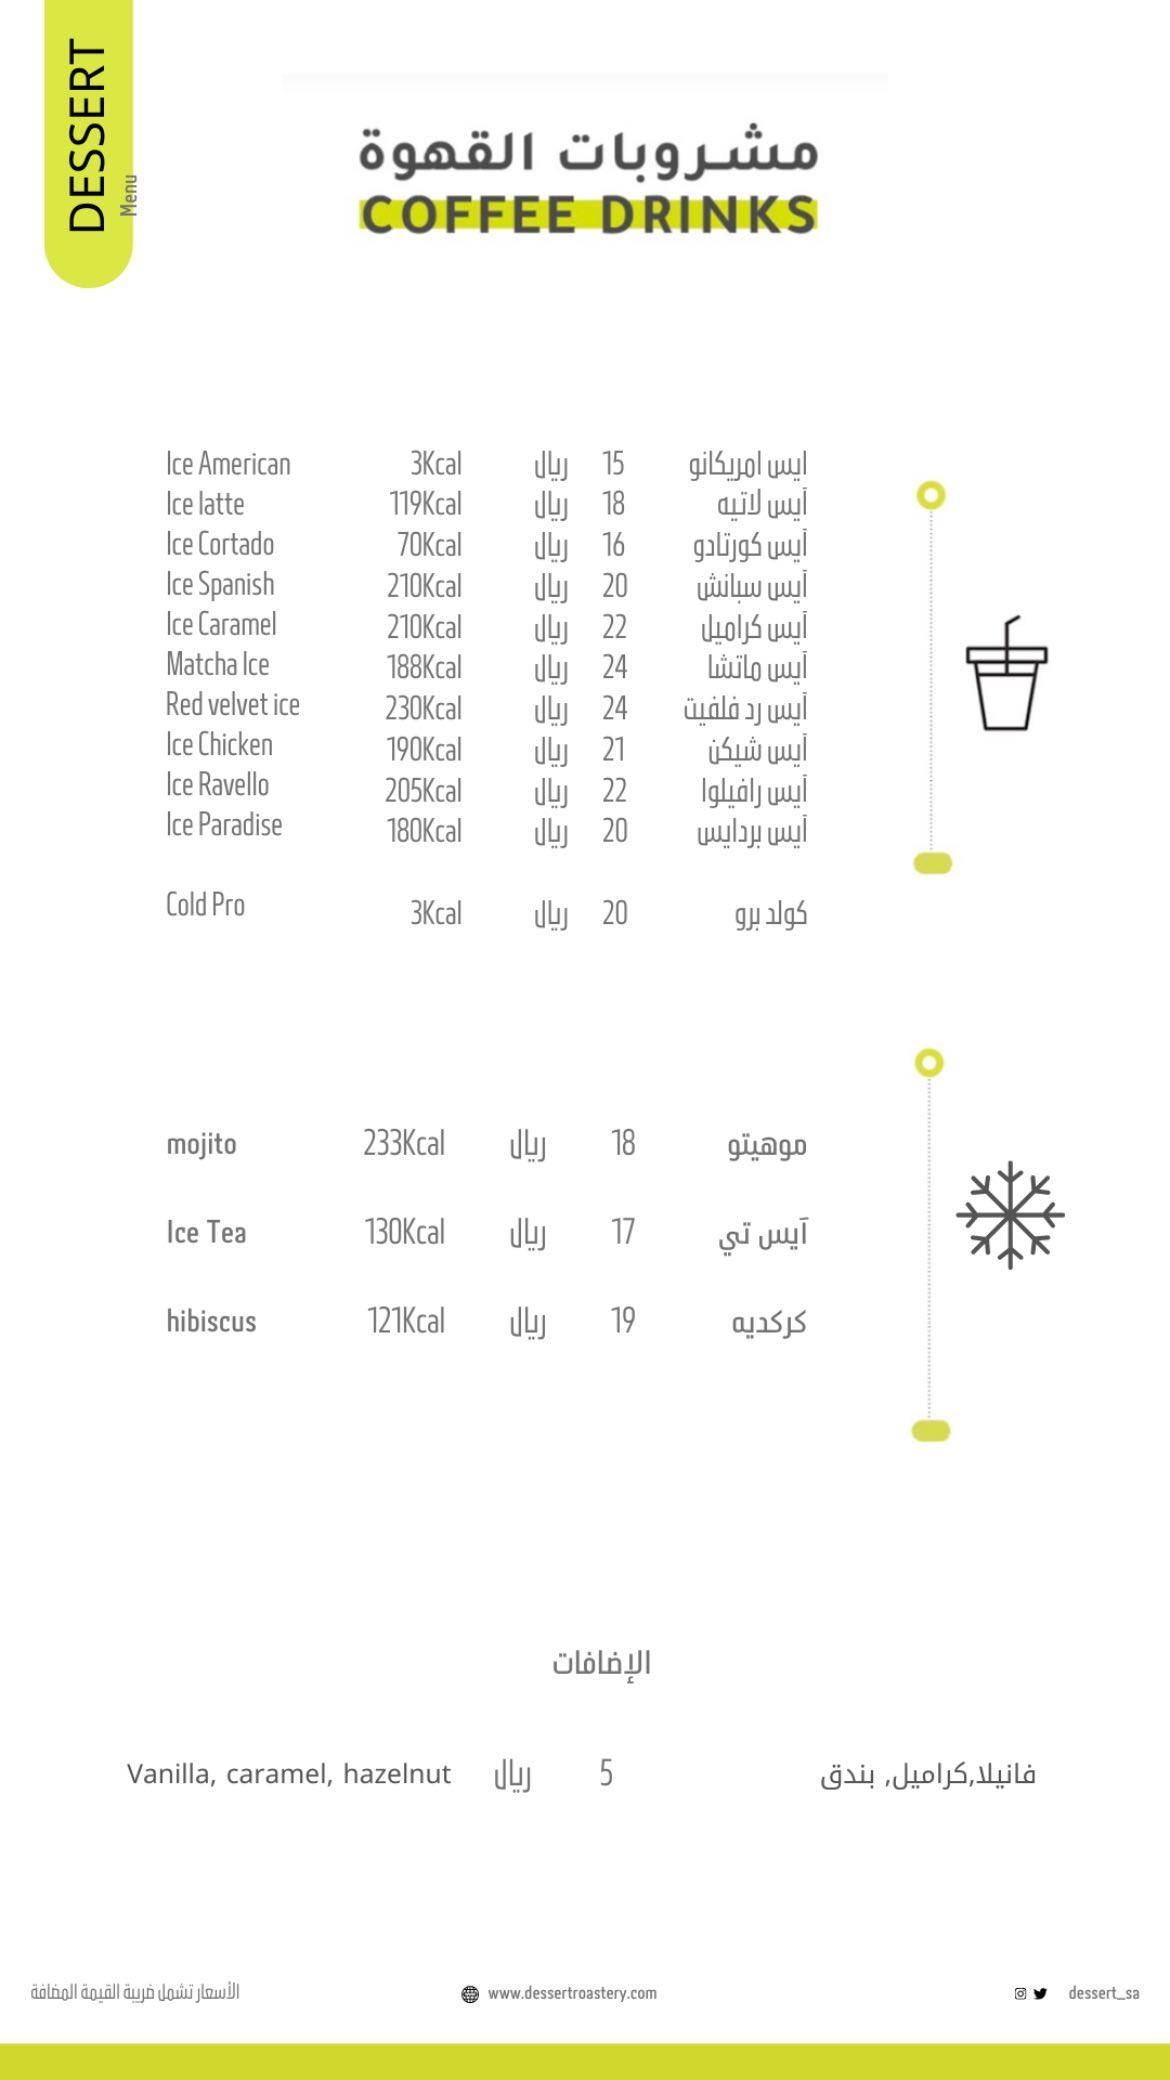 DESSERT
Menu
مشروبات القهوة
COFFEE DRINKS
Ice American 3Kcal ريال 15 ايس امريكانو
Ice latte 119Kcal ريال 18 آيس لاتيه
Ice Cortado 70Kcal ريال 16 آيس كورتادو
Ice Spanish 210Kcal ريال 20 آيس سبانش
Ice Caramel 210Kcal ريال 22 آيس كراميل
Matcha Ice 188Kcal ريال 24 آيس ماتشا
Red velvet ice 230Kcal ريال 24 آيس رد فلفيت
Ice Chicken 190Kcal ريال 21 آيس شيكن
Ice Ravello 205Kcal ريال 22 آيس رافيلوا
Ice Paradise 180Kcal ريال 20 آيس بردايس
Cold Pro 3Kcal ريال 20 كولد برو
mojito 233Kcal ريال 18 موهيتو
Ice Tea 130Kcal ريال 17 آيس تي
hibiscus 121Kcal ريال 19 كركديه
الإضافات
Vanilla, caramel, hazelnut ريال 5 فانيلا,كراميل, بندق
الأسعار تشمل ضريبة القيمة المضافة www.dessertroastery.com dessert_sa